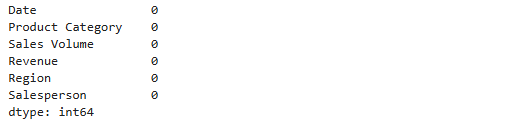 Date 0
Product Category 0
Sales Volume 0
Revenue 0
Region 0
Salesperson 0
dtype: int64